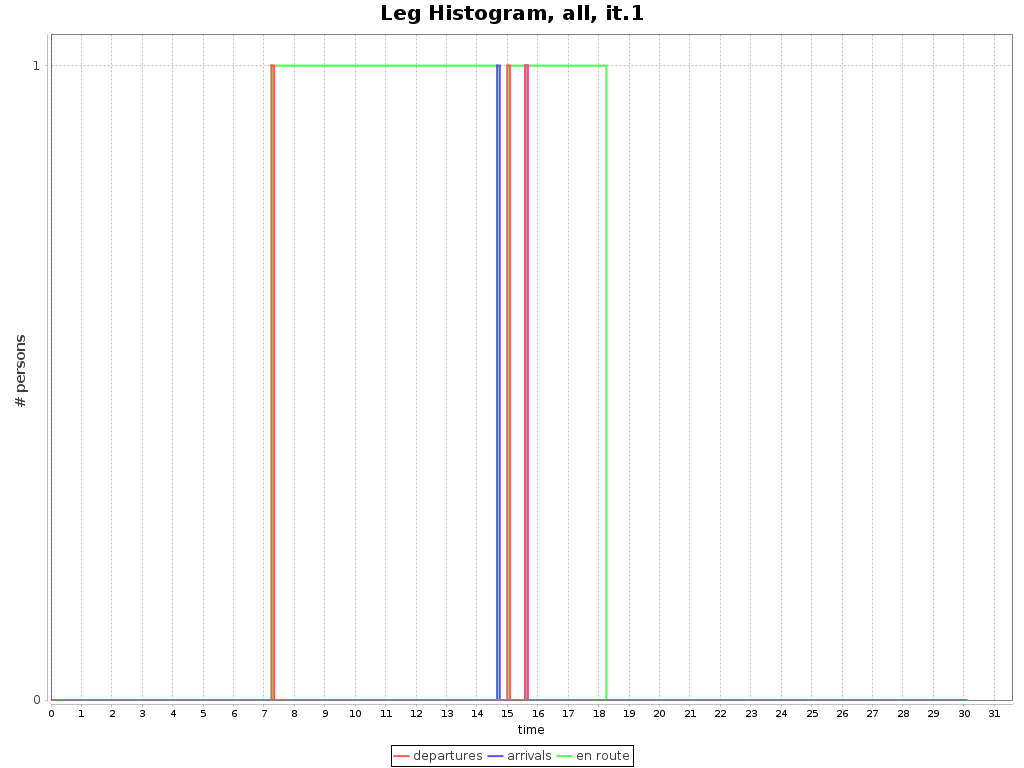 Leg Histogram, all, it.1
# persons
1
0
0 1 2 3 4 5 6 7 8 9 10 11 12 13 14 15 16 17 18 19 20 21 22 23 24 25 26 27 28 29 30 31
time
departures arrivals en route